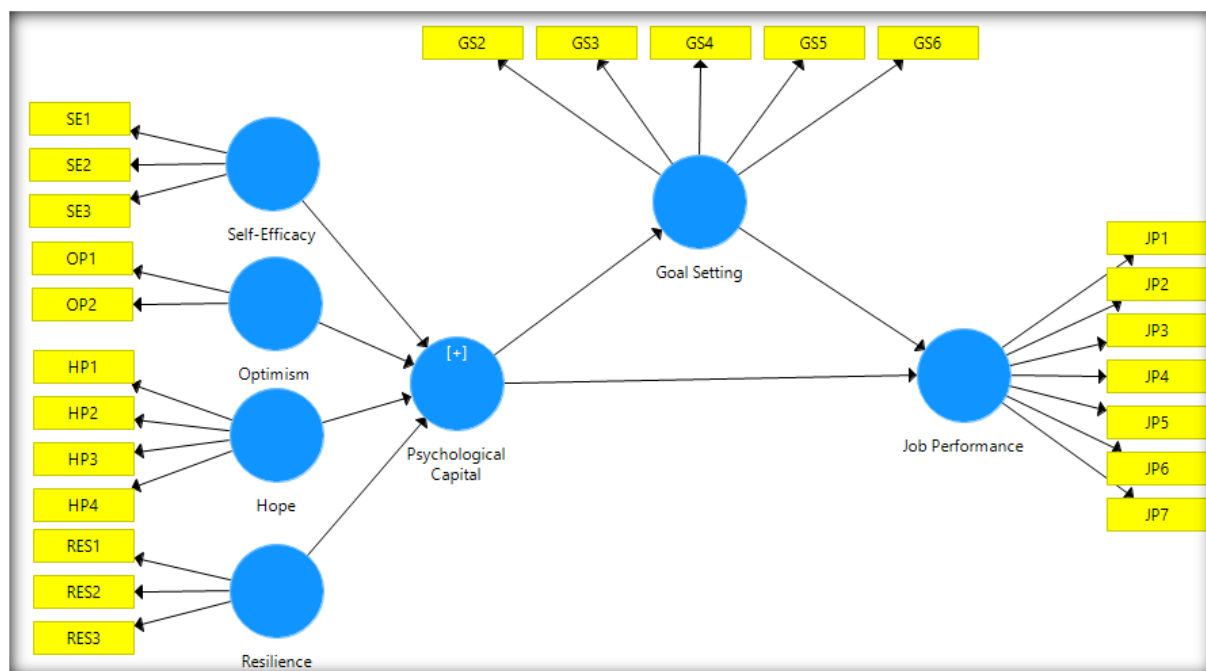 GS2
GS3
GS4
GS5
GS6
SE1
SE2
SE3
Self-Efficacy
OP1
OP2
Optimism
HP1
HP2
HP3
HP4
Hope
RES1
RES2
RES3
Resilience
[+]
Psychological
Capital
Goal Setting
Job Performance
JP1
JP2
JP3
JP4
JP5
JP6
JP7